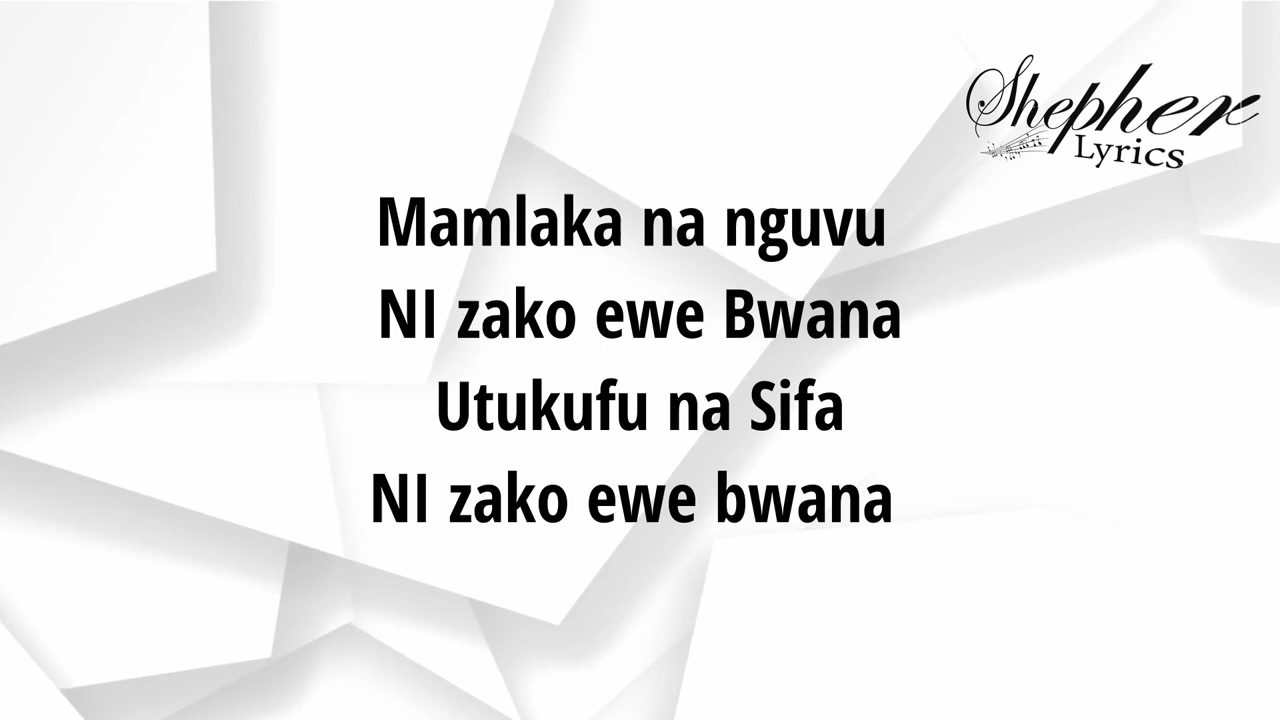 Shepher
Lyrics
Mamlaka na nguvu
NI zako ewe Bwana
Utukufu na Sifa
NI zako ewe bwana